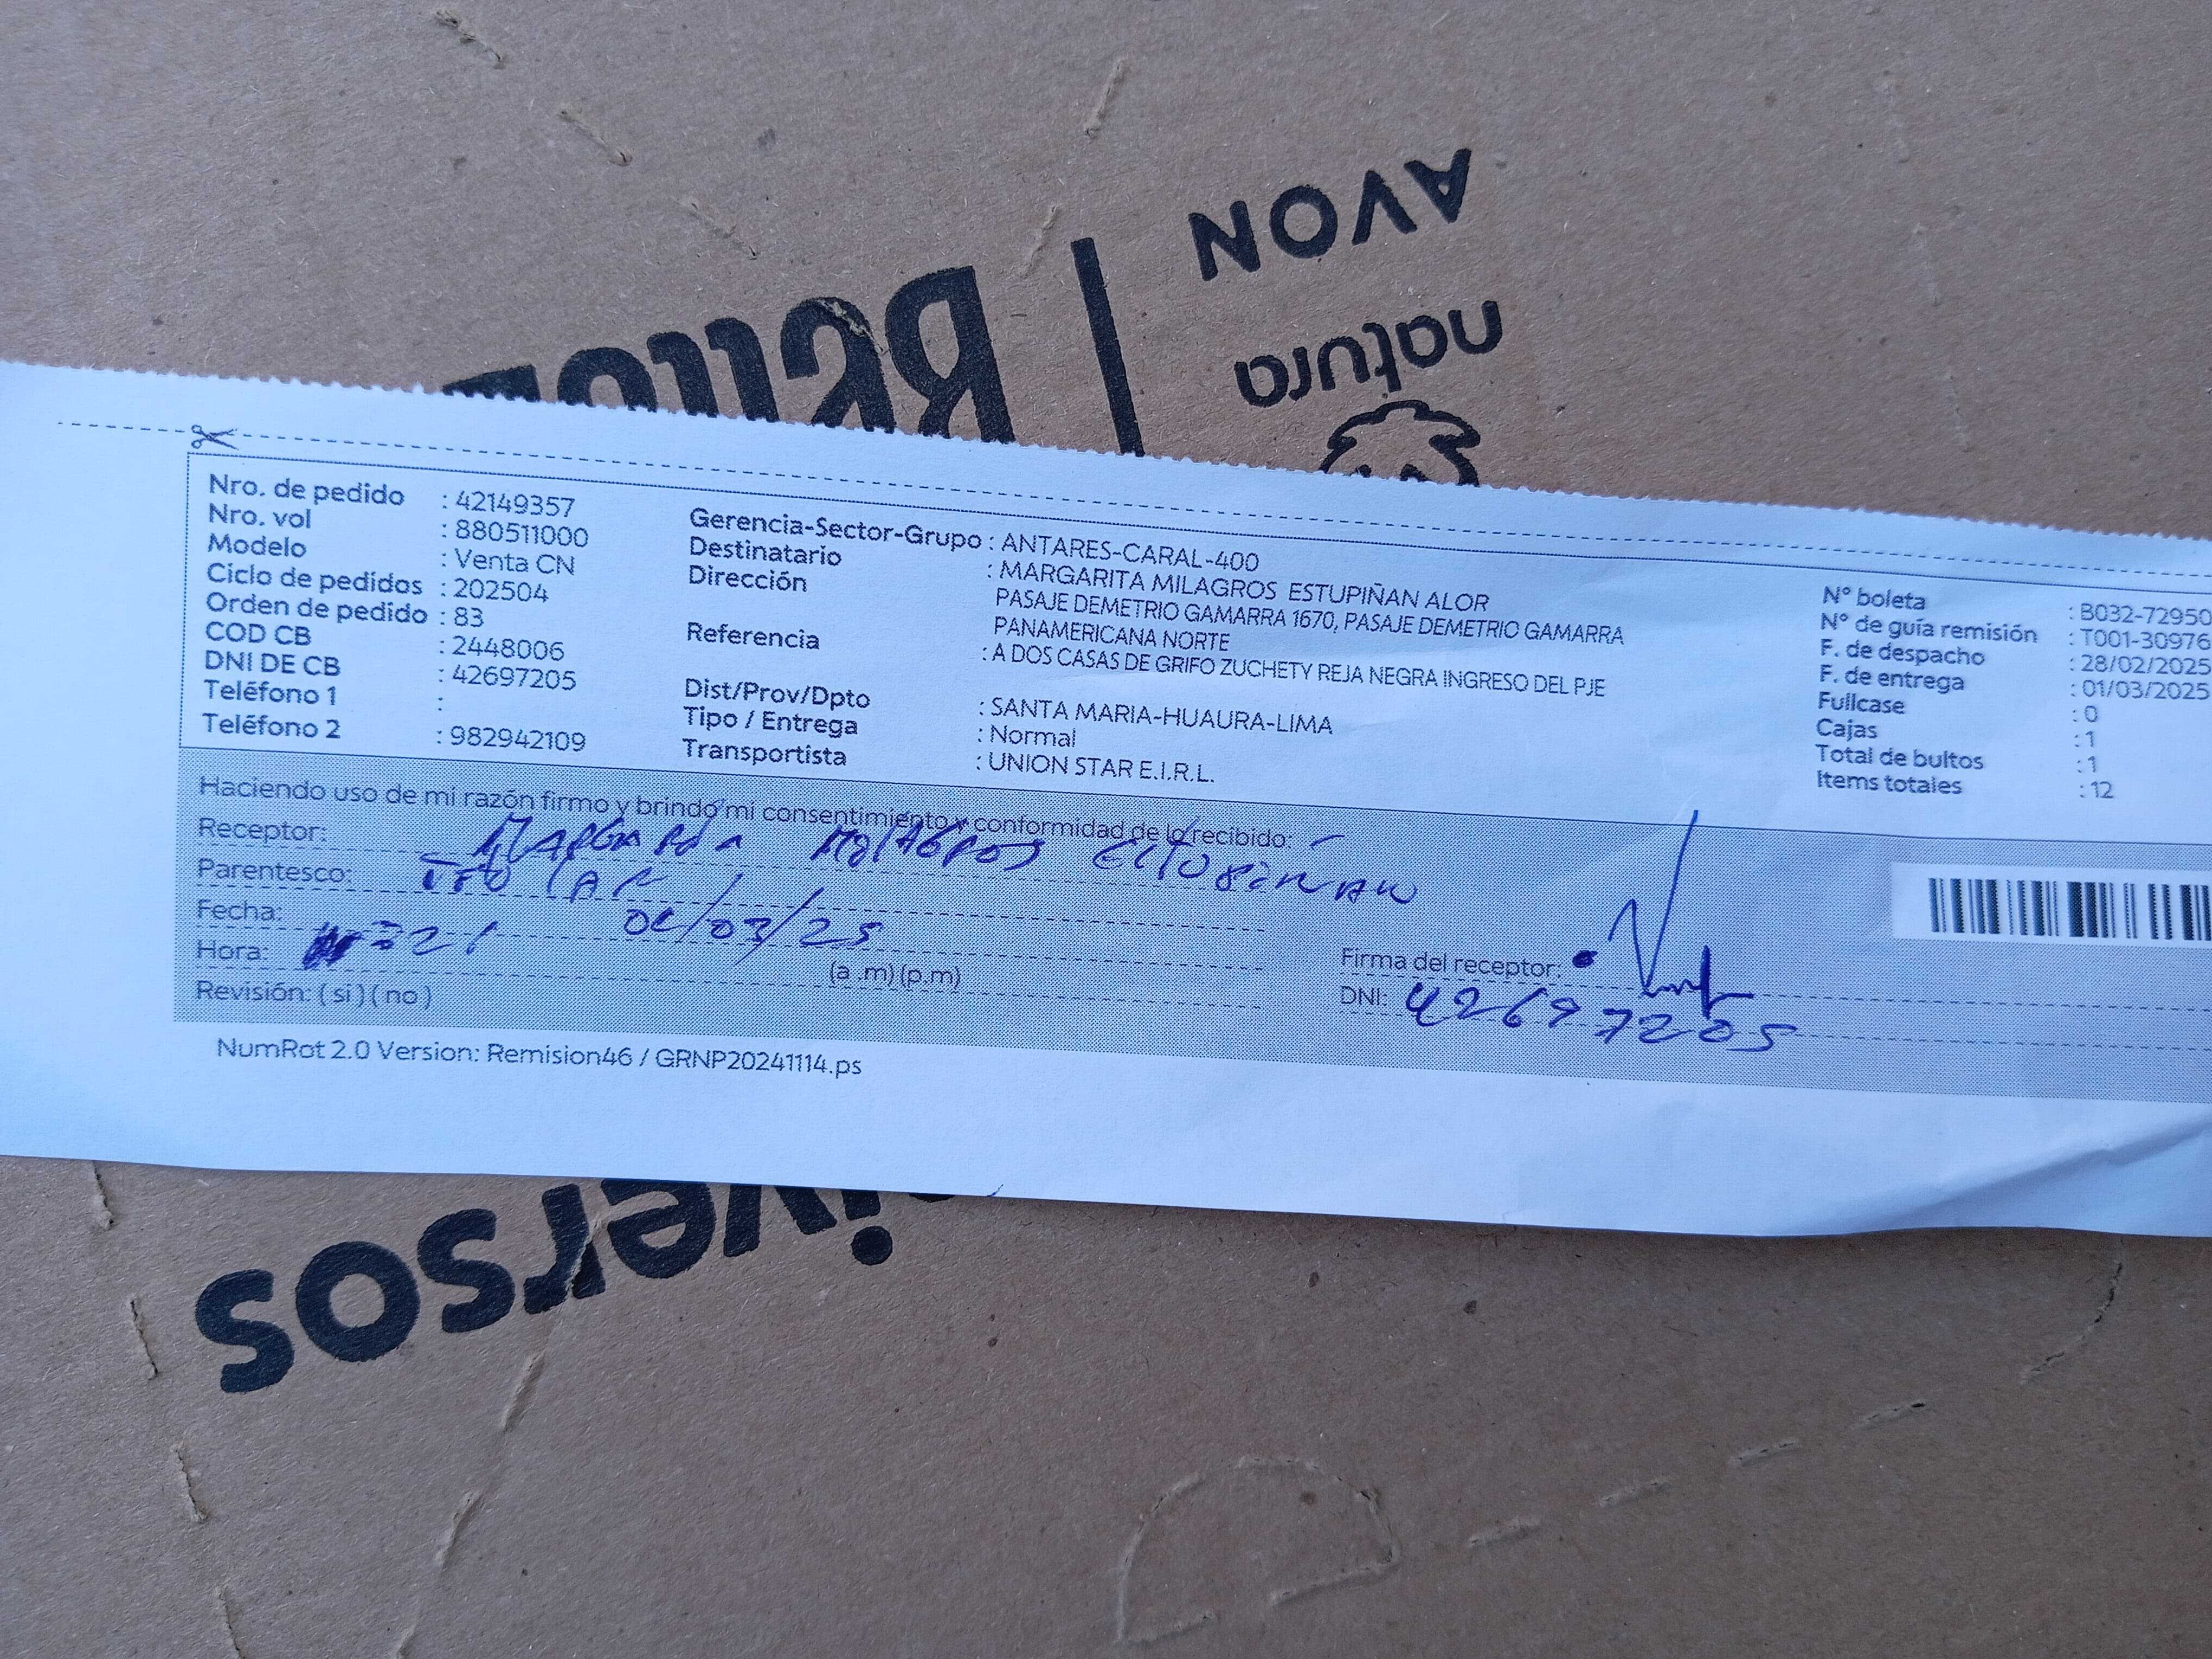 AVON
natura
Nro. de pedido : 42149357
Nro. vol : 880511000
Modelo : Venta CN
Ciclo de pedidos : 202504
Orden de pedido : 83
COD CB : 2448006
DNI DE CB : 42697205
Teléfono 1 :
Teléfono 2 : 982942109
Gerencia-Sector-Grupo : ANTARES-CARAL-400
Destinatario : MARGARITA MILAGROS ESTUPIÑAN ALOR
Dirección PASAJE DEMETRIO GAMARRA 1670, PASAJE DEMETRIO GAMARRA
PANAMERICANA NORTE
Referencia : A DOS CASAS DE GRIFO ZUCHETY REJA NEGRA INGRESO DEL PJE
Dist/Prov/Dpto : SANTA MARIA-HUAURA-LIMA
Tipo / Entrega : Normal
Transportista : UNION STAR E.I.R.L.
N° boleta : B032-72950
N° de guía remisión : T001-30976
F. de despacho : 28/02/2025
F. de entrega : 01/03/2025
Fullcase : 0
Cajas : 1
Total de bultos : 1
Items totales : 12
Haciendo uso de mi razón firmo y brindo mi consentimiento y conformidad de lo recibido:
Receptor: Margarita Milagros Estupiñan
Parentesco: Titular
Fecha: 01/03/25
Hora: (a .m) (p.m)
Revisión: ( si ) ( no )
Firma del receptor:
DNI: 42697205
NumRot 2.0 Version: Remision46 / GRNP20241114.ps